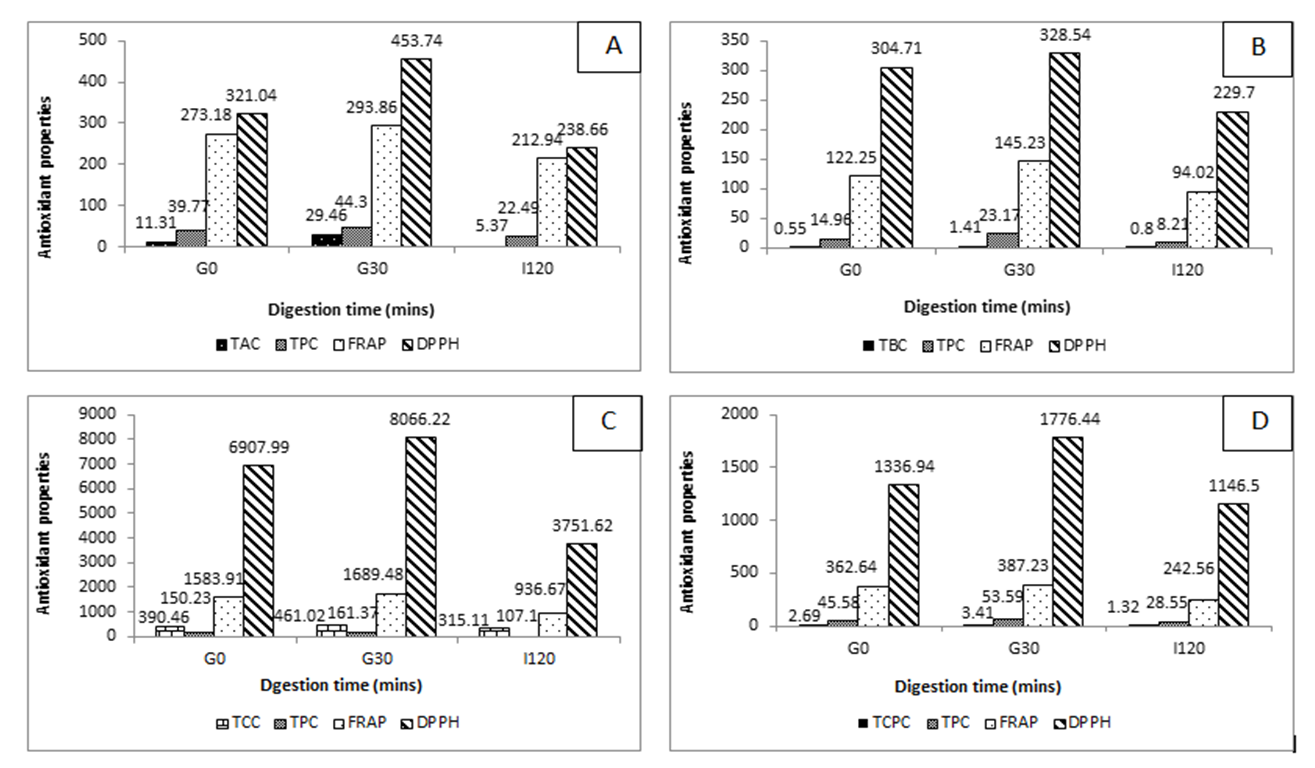 A
500
453.74
400
321.04
300
273.18
293.86
212.94
238.66
200
100
11.31
39.77
29.46
44.3
5.37
22.49
0
G0
G30
I120
Antioxidant properties
Digestion time (mins)
TAC TPC FRAP DPPH
B
350
304.71
328.54
300
250
229.7
200
150
122.25
145.23
94.02
100
50
0.55
14.96
1.41
23.17
0.8
8.21
0
G0
G30
I120
Antioxidant properties
Digestion time (mins)
TBC TPC FRAP DPPH
C
9000
8066.22
8000
6907.99
7000
6000
5000
4000
3751.62
3000
2000
1583.91
1689.48
936.67
1000
390.46
150.23
461.02
161.37
315.11
107.1
0
G0
G30
I120
Antioxidant properties
Dgestion time (mins)
TCC TPC FRAP DPPH
D
2000
1776.44
1500
1336.94
1146.5
1000
500
362.64
387.23
242.56
2.69
45.58
3.41
53.59
1.32
28.55
0
G0
G30
I120
Antioxidant properties
Digestion time (mins)
TCPC TPC FRAP DPPH